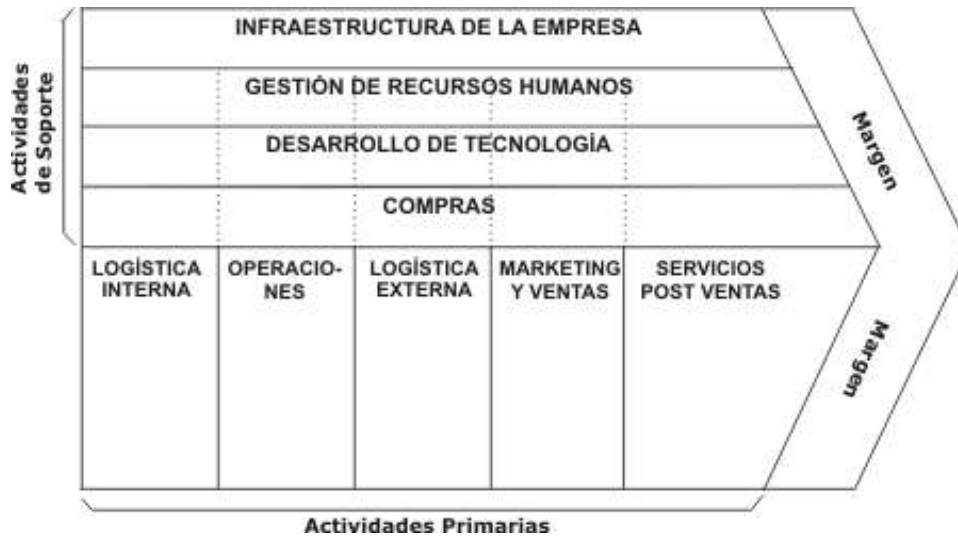 INFRAESTRUCTURA DE LA EMPRESA
GESTIÓN DE RECURSOS HUMANOS
DESARROLLO DE TECNOLOGÍA
COMPRAS
Actividades
de Soporte
LOGÍSTICA
INTERNA
OPERACIO-
NES
LOGÍSTICA
EXTERNA
MARKETING
Y VENTAS
SERVICIOS
POST VENTAS
Margen
Margen
Actividades Primarias